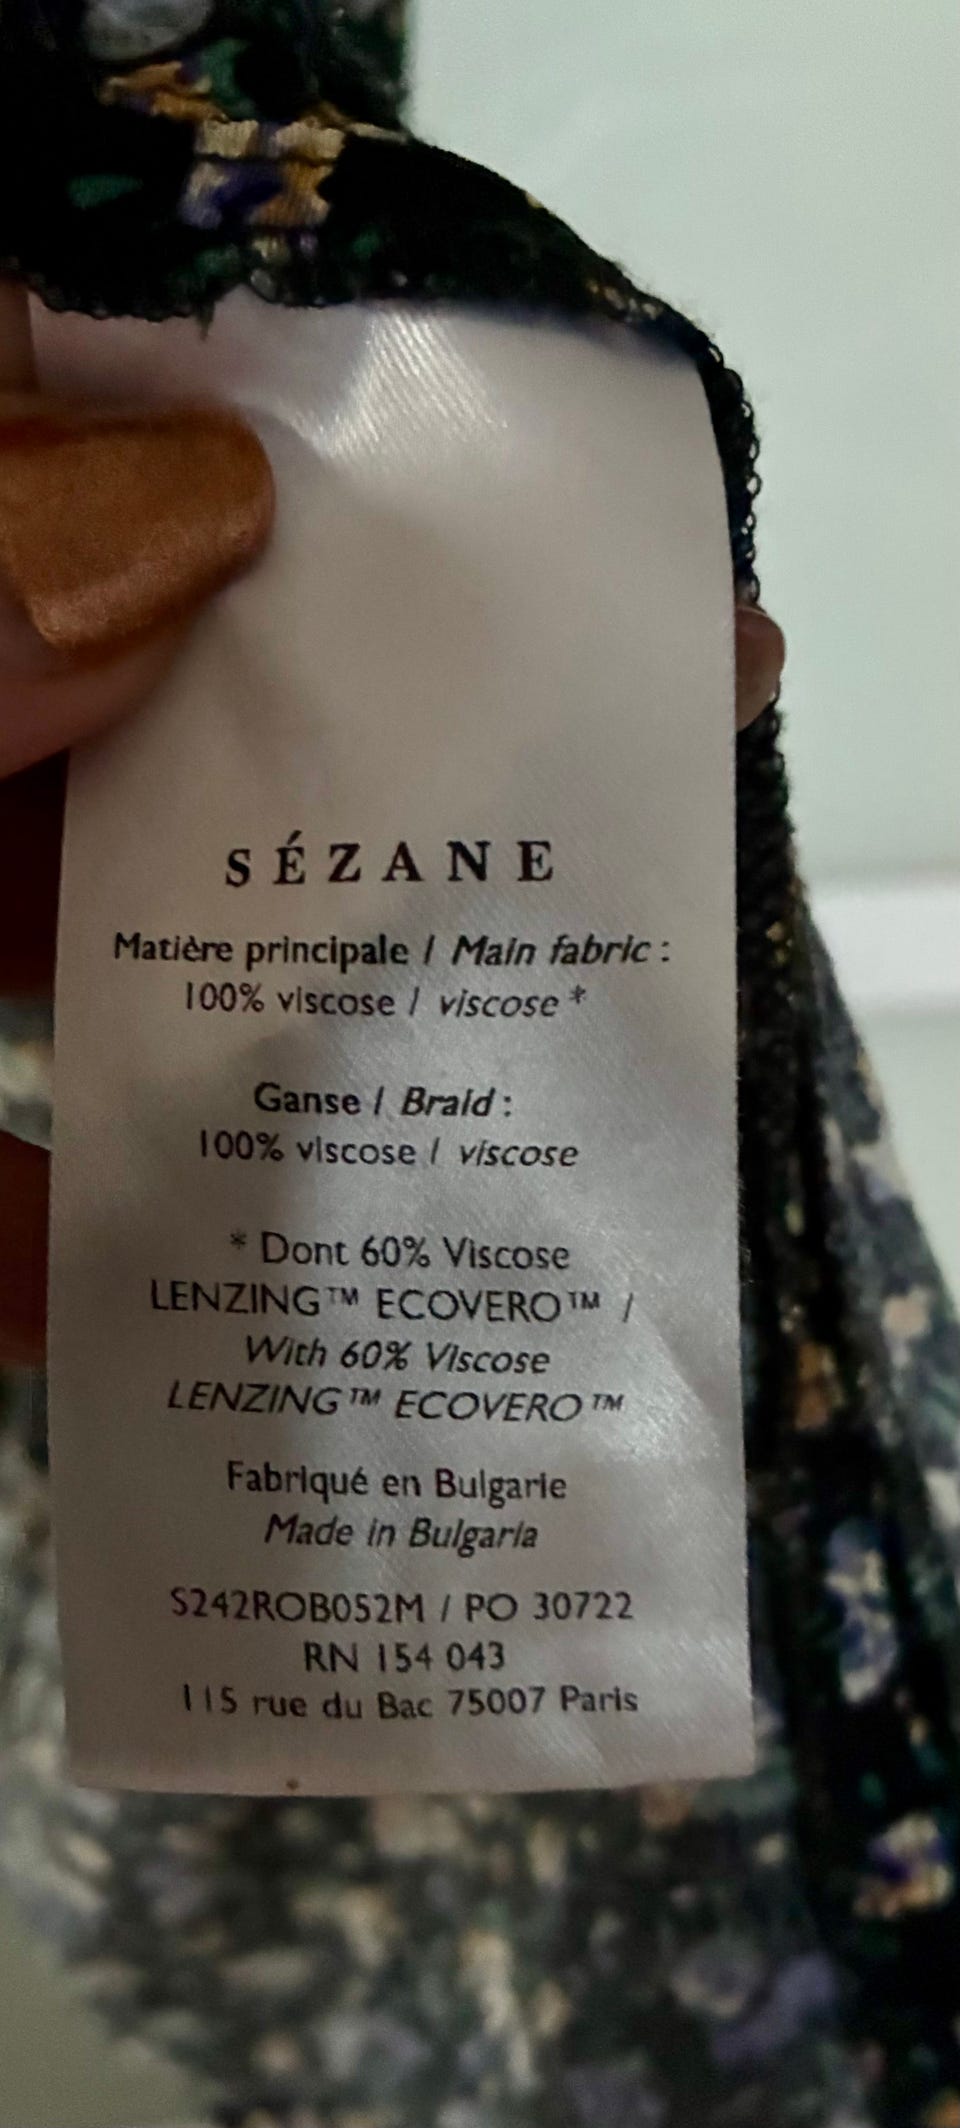 SÉZANE
Matière principale / Main fabric :
100% viscose / viscose *
Ganse / Braid :
100% viscose / viscose
* Dont 60% Viscose
LENZING™ ECOVERO™ /
With 60% Viscose
LENZING™ ECOVERO™
Fabriqué en Bulgarie
Made in Bulgaria
S242ROB052M / PO 30722
RN 154 043
115 rue du Bac 75007 Paris